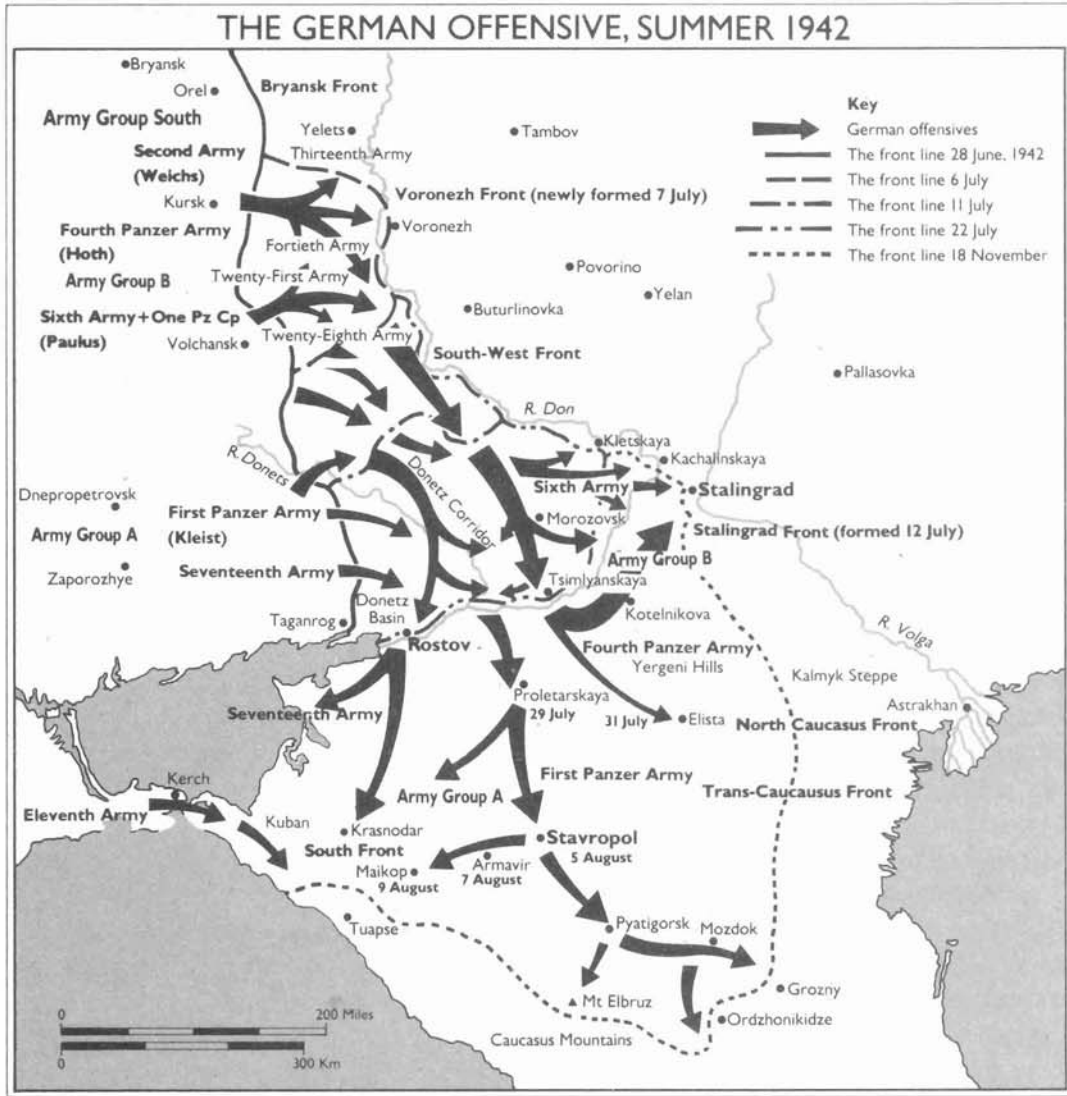 THE GERMAN OFFENSIVE, SUMMER 1942
Bryansk
Orel
Bryansk Front
Army Group South
Yelets
Tambov
Thirteenth Army
Second Army
(Weichs)
Key
German offensives
The front line 28 June, 1942
The front line 6 July
The front line 11 July
The front line 22 July
The front line 18 November
Kursk
Voronezh Front (newly formed 7 July)
Voronezh
Fourth Panzer Army
(Hoth)
Fortieth Army
Army Group B
Twenty-First Army
Povorino
Yelan
Buturlinovka
Sixth Army+One Pz Cp
(Paulus)
Twenty-Eighth Army
Volchansk
South-West Front
Pallasovka
R. Don
R. Donets
Donetz Corridor
Kletskaya
Kachalinskaya
Dnepropetrovsk
Sixth Army
Stalingrad
First Panzer Army
(Kleist)
Morozovsk
Stalingrad Front (formed 12 July)
Army Group A
Army Group B
Zaporozhye
Seventeenth Army
Tsimlyanskaya
Donetz
Basin
Kotelnikova
Taganrog
Rostov
R. Volga
Fourth Panzer Army
Yergeni Hills
Kalmyk Steppe
Astrakhan
Proletarskaya
29 July
31 July
Elista
Seventeenth Army
North Caucasus Front
First Panzer Army
Trans-Caucasus Front
Kerch
Army Group A
Eleventh Army
Kuban
Krasnodar
South Front
Stavropol
5 August
Maikop
9 August
Armavir
7 August
Tuapse
Pyatigorsk
Mozdok
Mt Elbruz
Grozny
Ordzhonikidze
Caucasus Mountains
0 200 Miles
0 300 Km